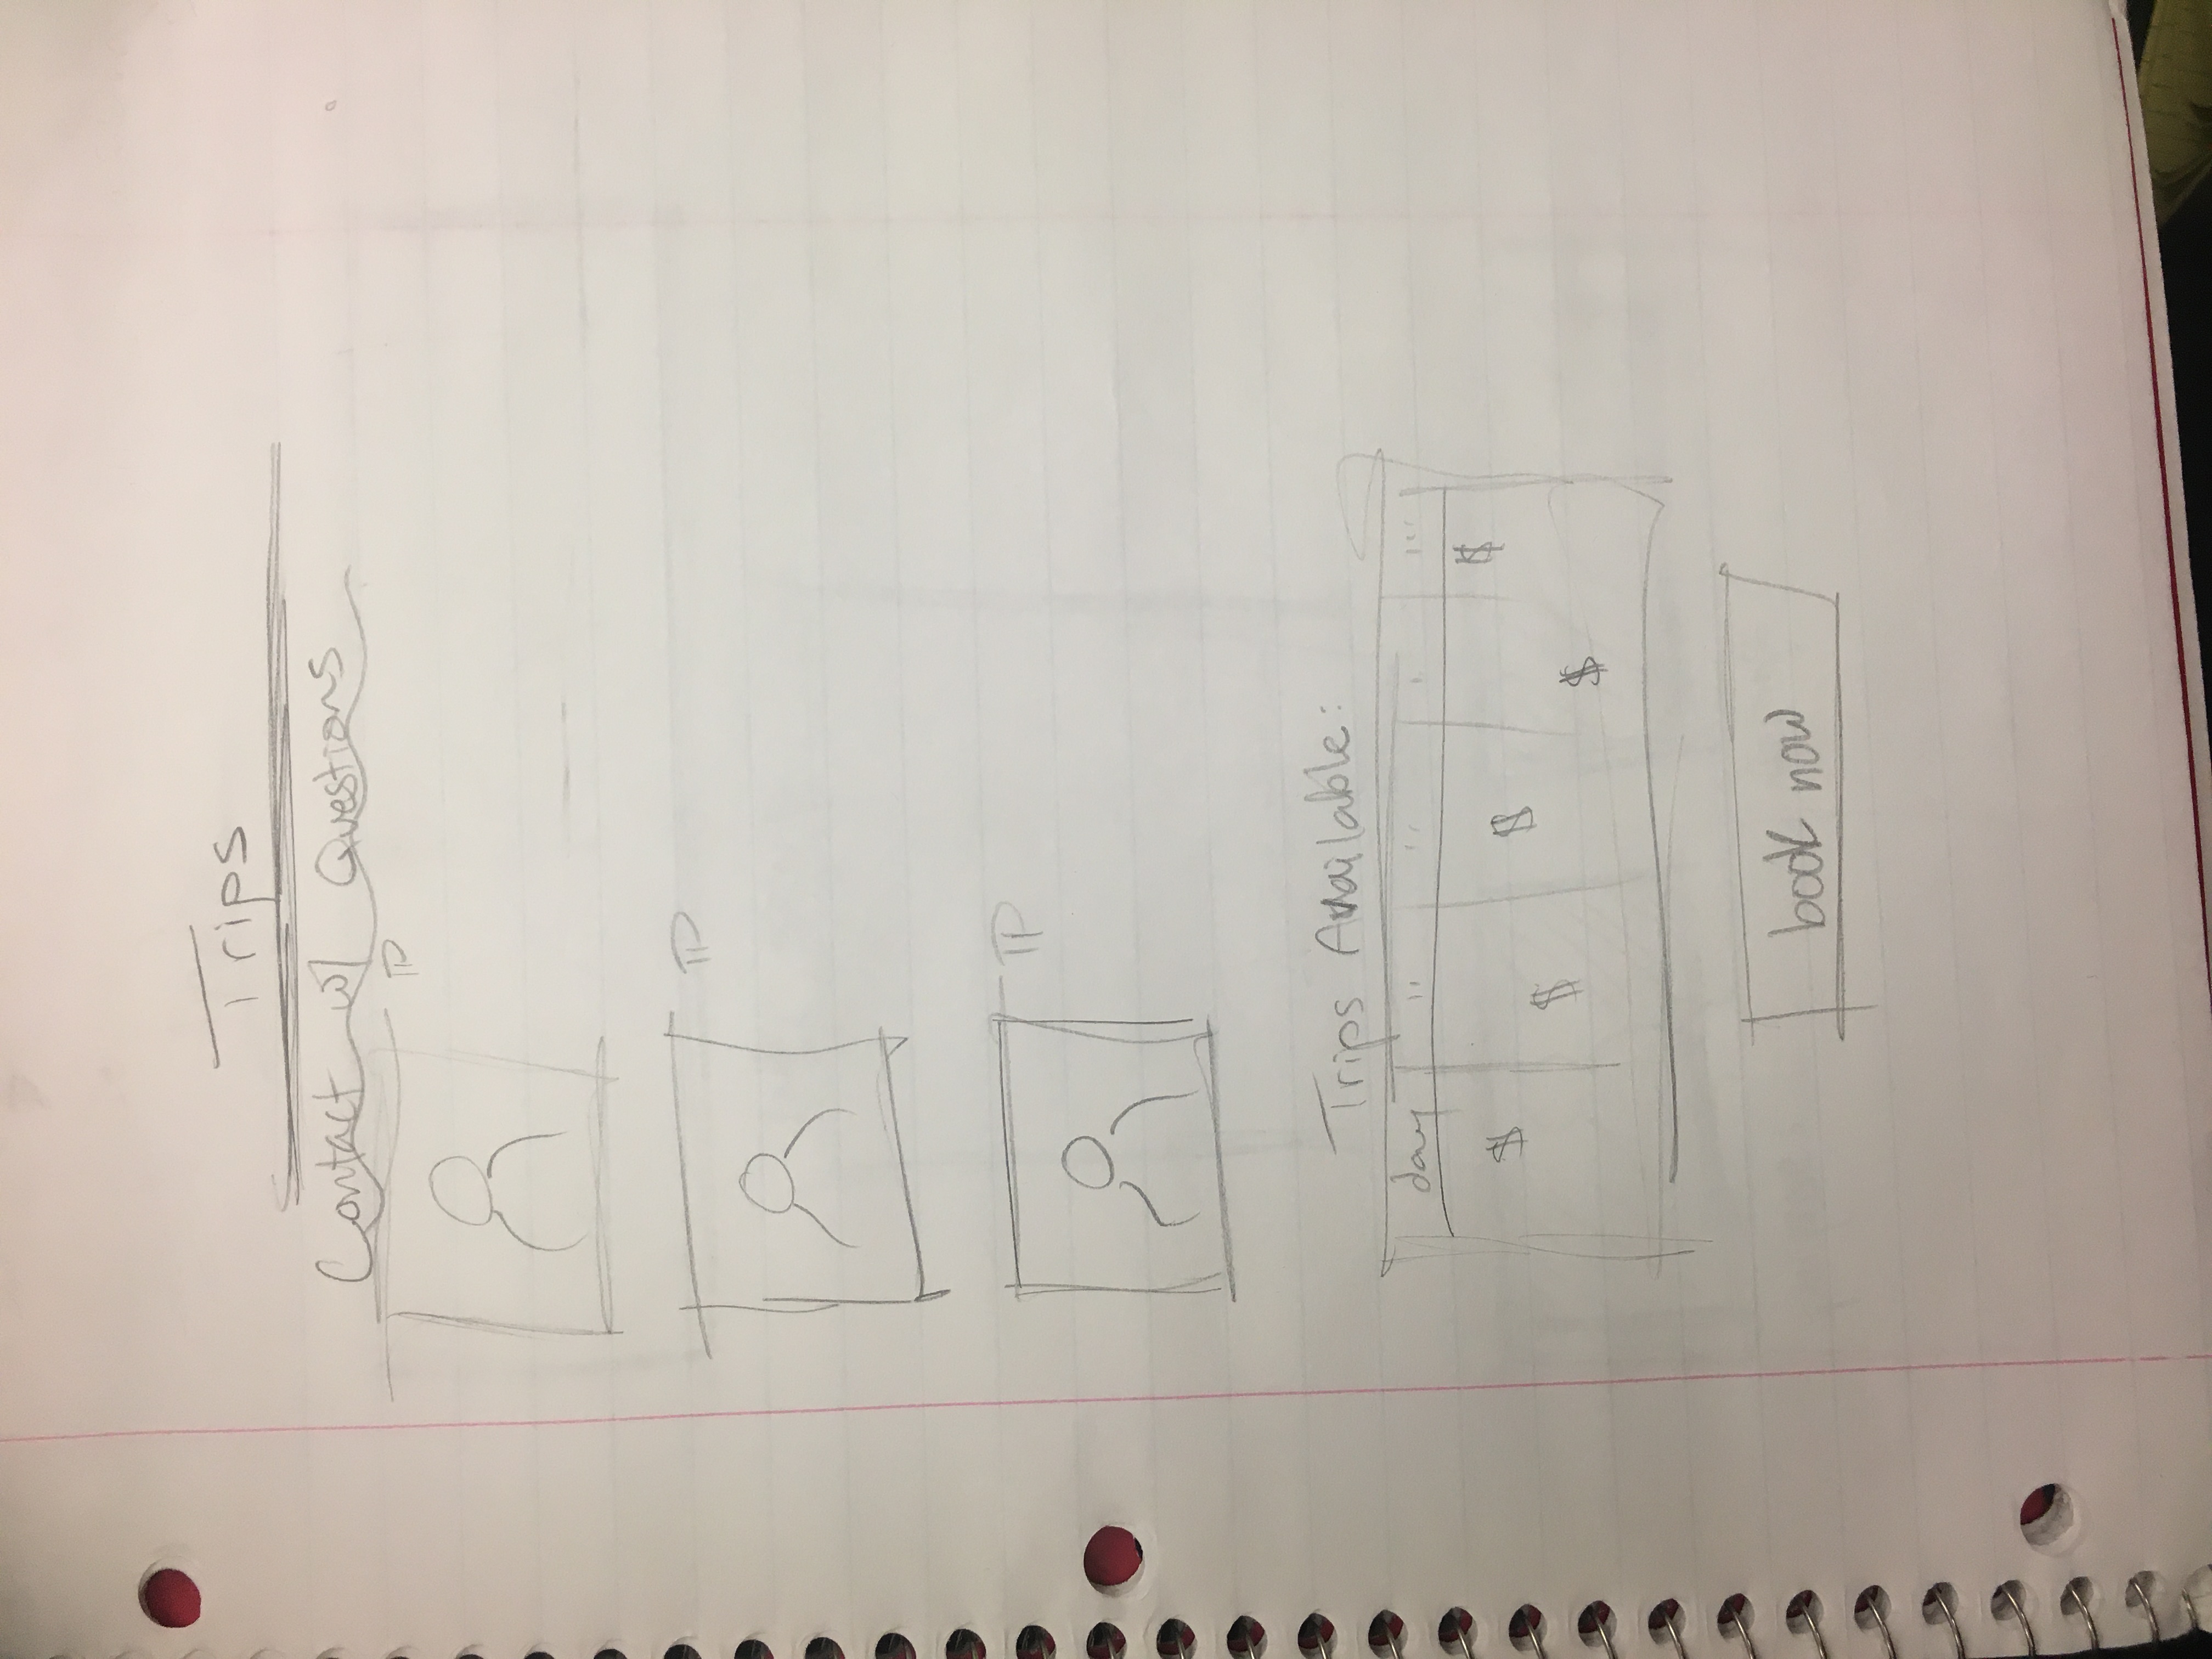 Trips
Contact w/ Questions
P
P
P
Trips Available:
day " " " "
$ $ $ $ $
book now